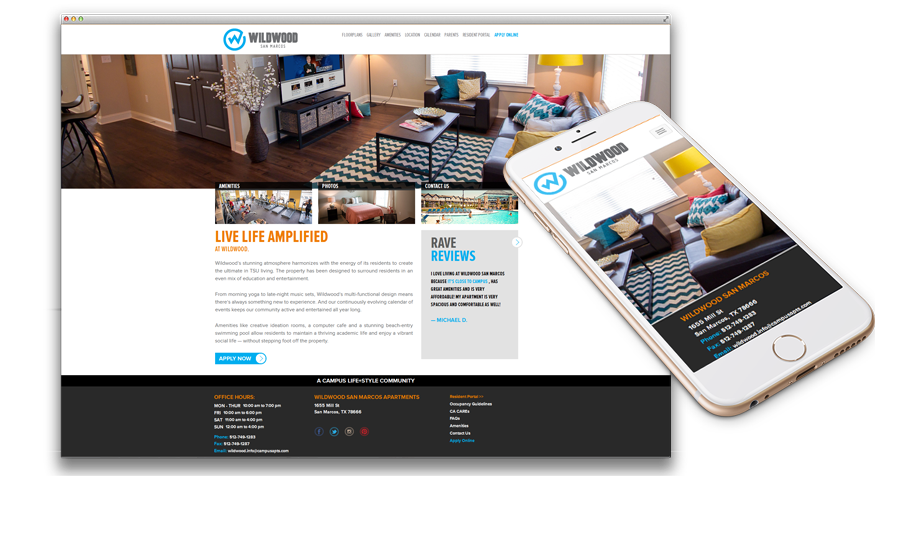 WILDWOOD
SAN MARCOS
FLOORPLANS GALLERY AMENITIES LOCATION CALENDAR PARENTS RESIDENT PORTAL APPLY ONLINE
AMENITIES
PHOTOS
CONTACT US
LIVE LIFE AMPLIFIED
AT WILDWOOD.
Wildwood's stunning atmosphere harmonizes with the energy of its residents to create
the ultimate in TSU living. The property has been designed to surround residents in an
even mix of education and entertainment.
From morning yoga to late-night music sets, Wildwood's multi-functional design means
there's always something new to experience. And our continuously evolving calendar of
events keeps our community active and entertained all year long.
Amenities like creative ideation rooms, a computer cafe and a stunning beach-entry
swimming pool allow residents to maintain a thriving academic life and enjoy a vibrant
social life — without stepping foot off the property.
APPLY NOW
RAVE
REVIEWS
I LOVE LIVING AT WILDWOOD SAN MARCOS
BECAUSE IT'S CLOSE TO CAMPUS , HAS
GREAT AMENITIES AND IS VERY
AFFORDABLE! MY APARTMENT IS VERY
SPACIOUS AND COMFORTABLE AS WELL!
— MICHAEL D.
A CAMPUS LIFE+STYLE COMMUNITY
OFFICE HOURS:
MON - THUR 10:00 am to 7:00 pm
FRI 10:00 am to 6:00 pm
SAT 11:00 am to 4:00 pm
SUN 12:00 am to 4:00 pm
Phone: 512-749-1283
Fax: 512-746-1287
Email: wildwood.info@campusapts.com
WILDWOOD SAN MARCOS APARTMENTS
1655 Mill St
San Marcos, TX 78666
Resident Portal >>
Occupancy Guidelines
CA CAREs
FAQs
Amenities
Contact Us
Apply Online
WILDWOOD
SAN MARCOS
WILDWOOD SAN MARCOS
1655 Mill St
San Marcos, TX 78666
Phone: 512-749-1283
Fax: 512-746-1287
Email: wildwood.info@campusapts.com